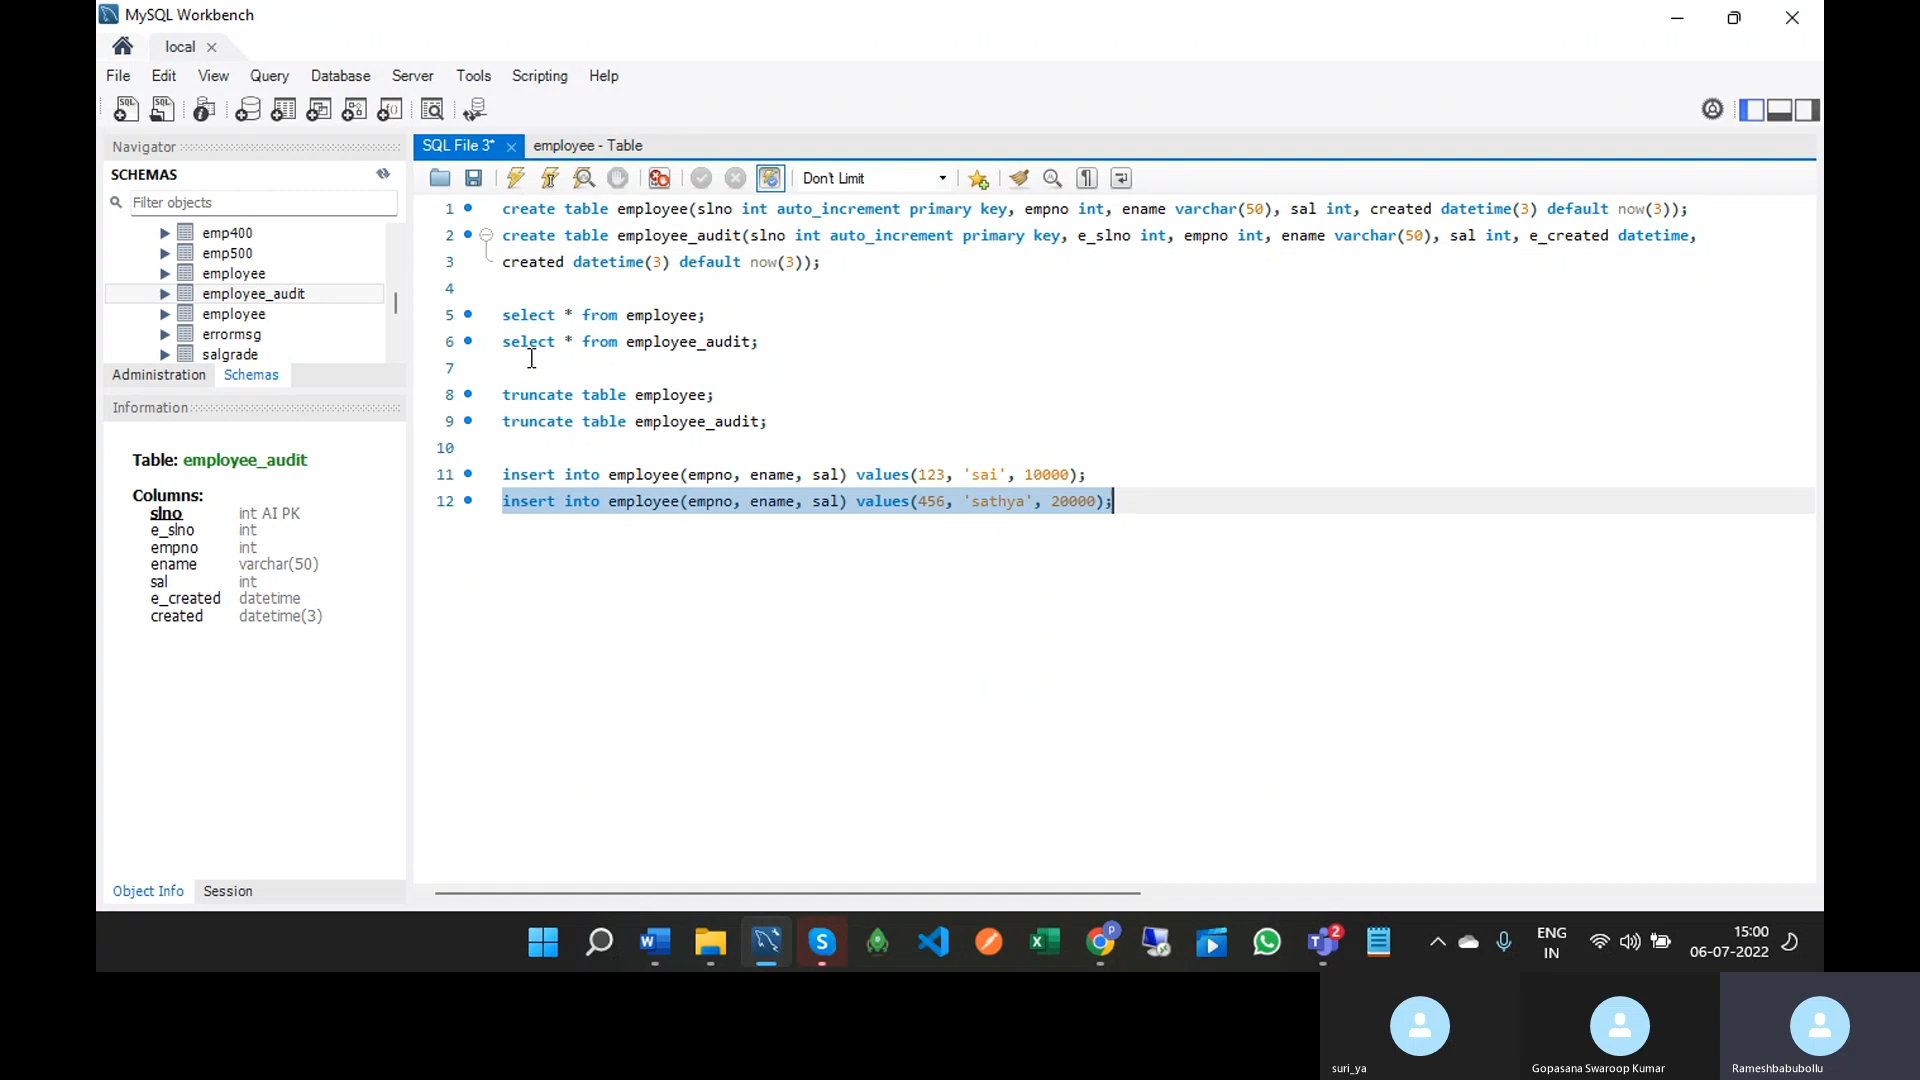 MySQL Workbench
local
File Edit View Query Database Server Tools Scripting Help
Navigator
SCHEMAS
Filter objects
emp400
emp500
employee
employee_audit
employee
errormsg
salgrade
Administration Schemas
Information
Table: employee_audit
Columns:
slno int AI PK
e_slno int
empno int
ename varchar(50)
sal int
e_created datetime
created datetime(3)
Object Info Session
SQL File 3* employee - Table
Don't Limit
1 create table employee(slno int auto_increment primary key, empno int, ename varchar(50), sal int, created datetime(3) default now(3));
2 create table employee_audit(slno int auto_increment primary key, e_slno int, empno int, ename varchar(50), sal int, e_created datetime,
3 created datetime(3) default now(3));
4
5 select * from employee;
6 select * from employee_audit;
7
8 truncate table employee;
9 truncate table employee_audit;
10
11 insert into employee(empno, ename, sal) values(123, 'sai', 10000);
12 insert into employee(empno, ename, sal) values(456, 'sathya', 20000);
ENG
IN
15:00
06-07-2022
suri_ya
Gopasana Swaroop Kumar
Rameshbabubollu